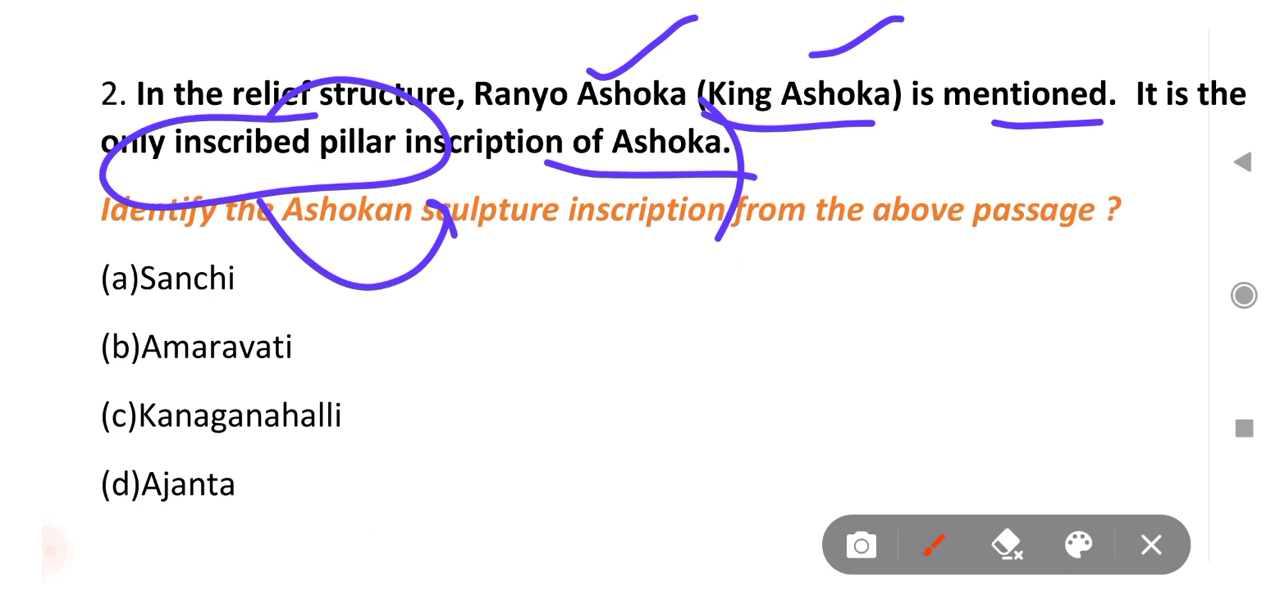 2. In the relief structure, Ranyo Ashoka (King Ashoka) is mentioned. It is the
only inscribed pillar inscription of Ashoka.
Identify the Ashokan sculpture inscription from the above passage ?
(a)Sanchi
(b)Amaravati
(c)Kanaganahalli
(d)Ajanta